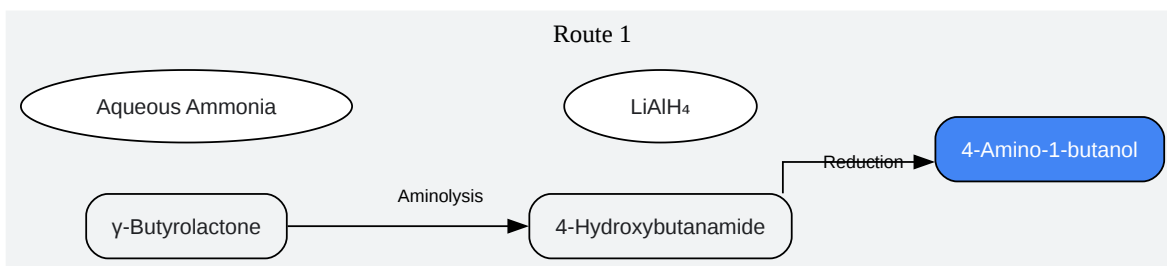 Route 1
Aqueous Ammonia
LiAlH₄
4-Amino-1-butanol
Reduction
Aminolysis
γ-Butyrolactone
4-Hydroxybutanamide